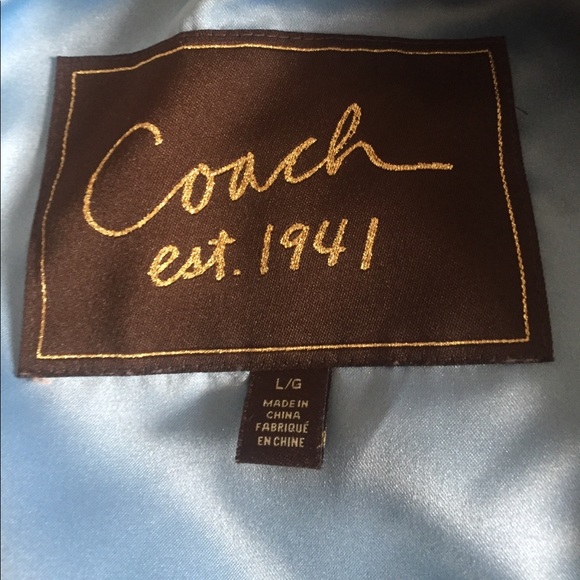 Coach
est. 1941
L/G
MADE IN
CHINA
FABRIQUÉ
EN CHINE